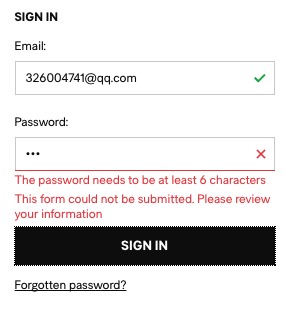 SIGN IN
Email:
326004741@qq.com
Password:
•••
The password needs to be at least 6 characters
This form could not be submitted. Please review
your information
SIGN IN
Forgotten password?